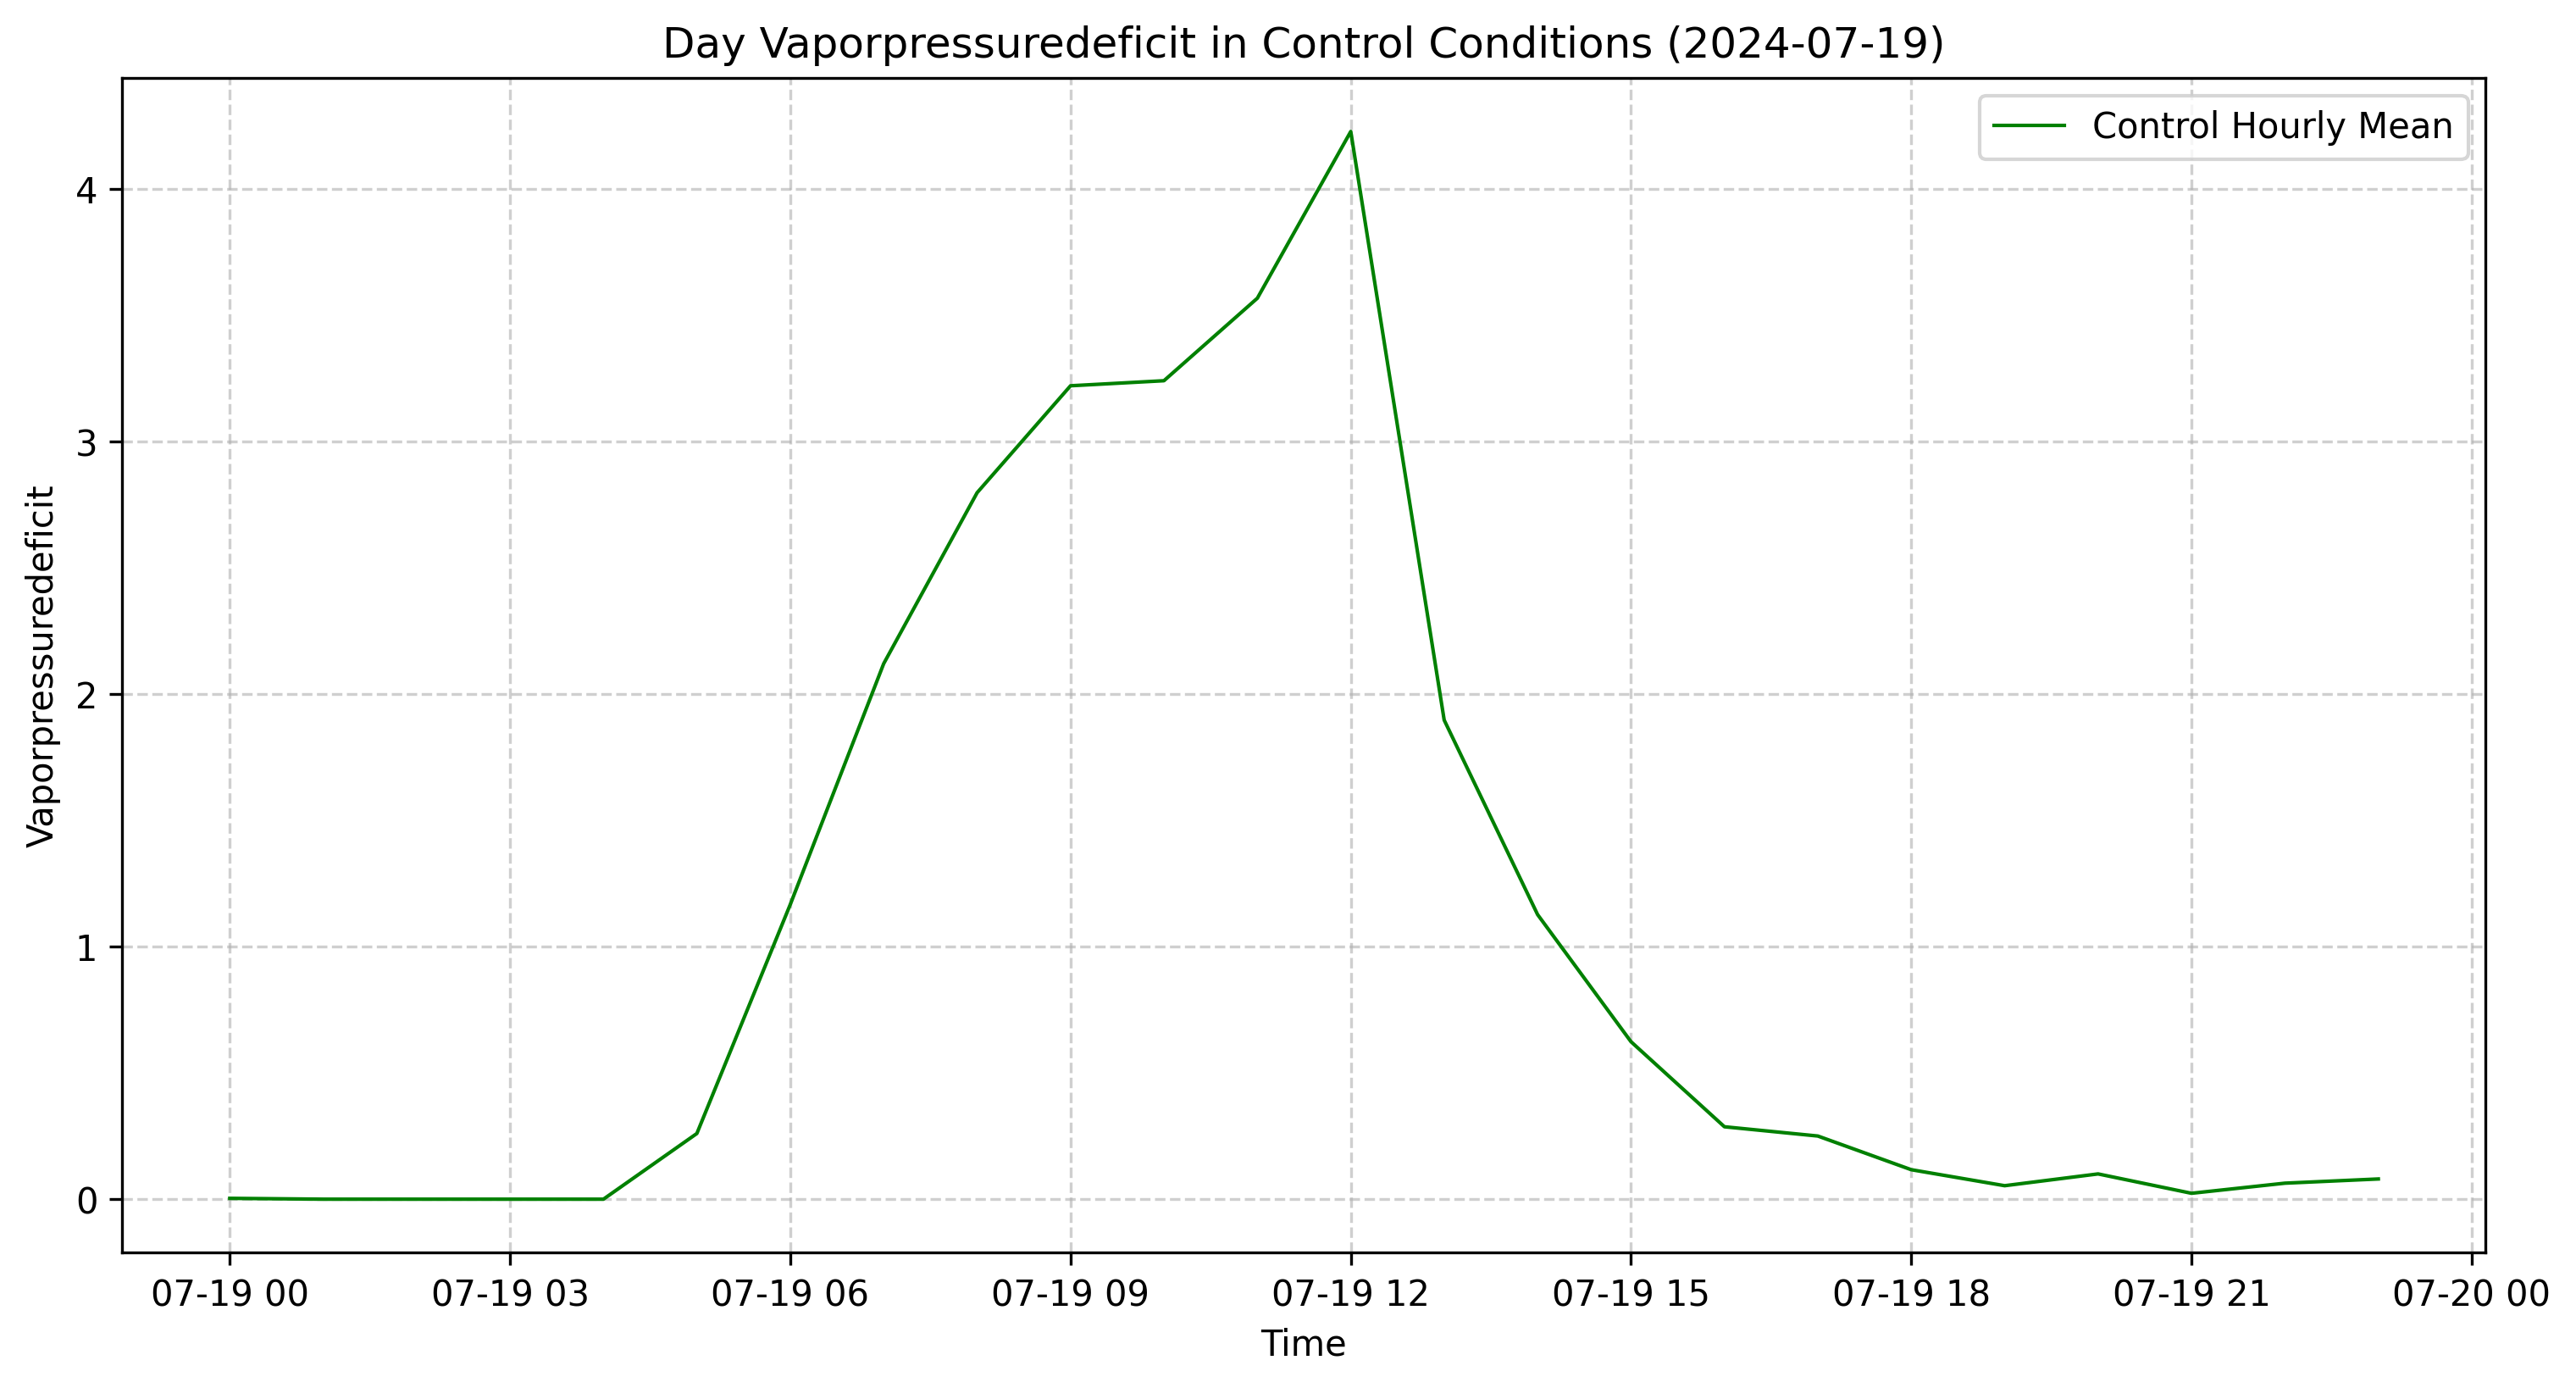 Day Vaporpressuredeficit in Control Conditions (2024-07-19)
Control Hourly Mean
Vaporpressuredeficit
4
3
2
1
0
07-19 00 07-19 03 07-19 06 07-19 09 07-19 12 07-19 15 07-19 18 07-19 21 07-20 00
Time